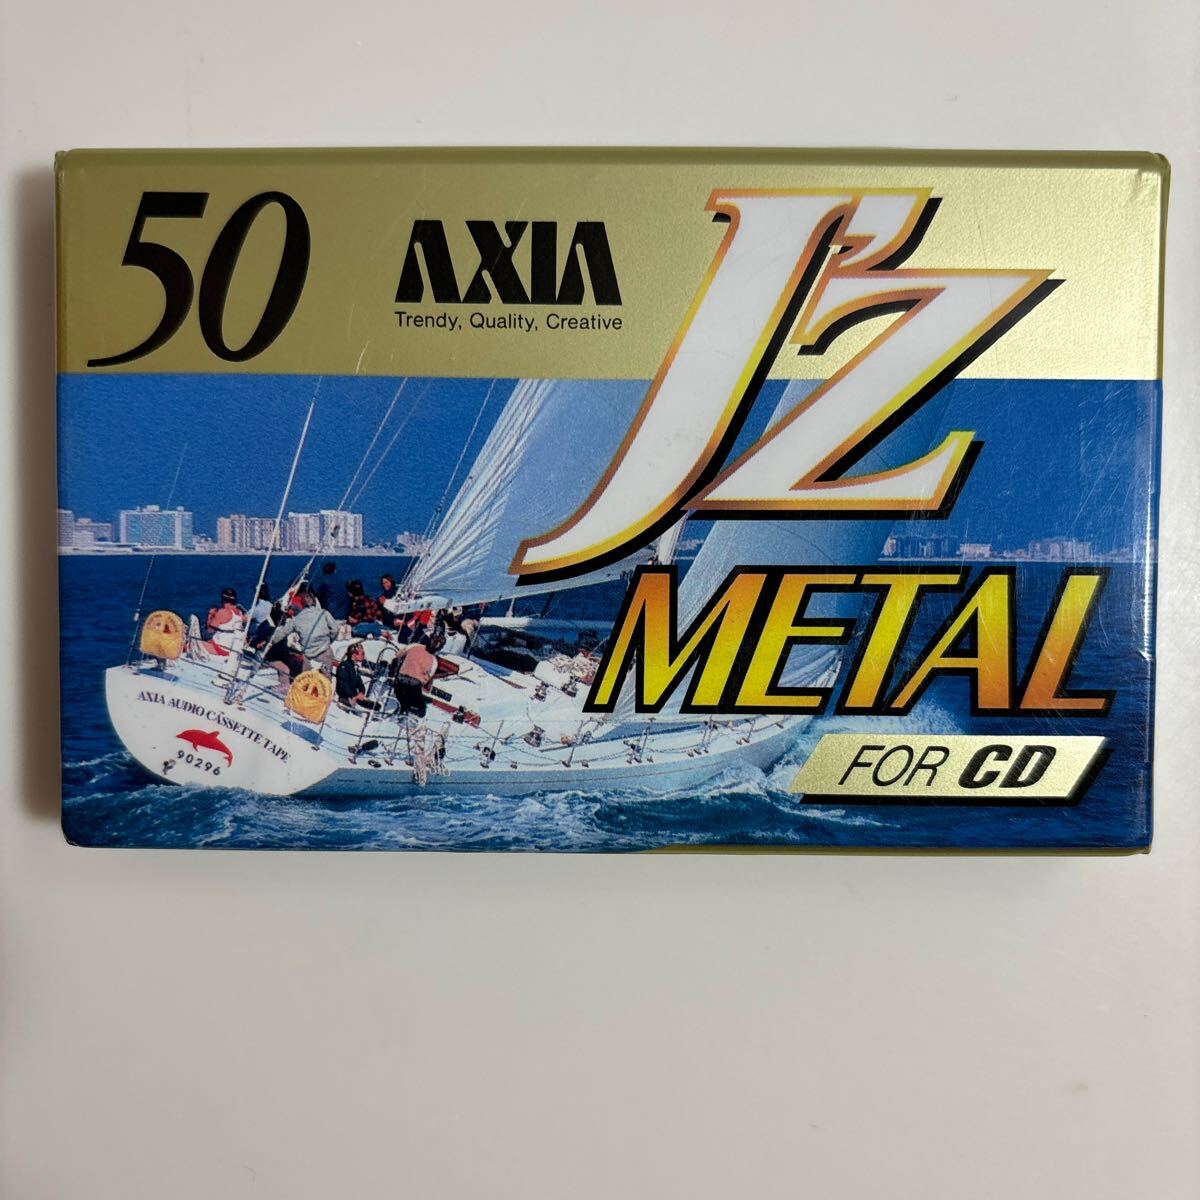 50
AXIA
Trendy, Quality, Creative
J'Z
METAL
FOR CD
AXIA AUDIO CASSETTE TAPE
90296